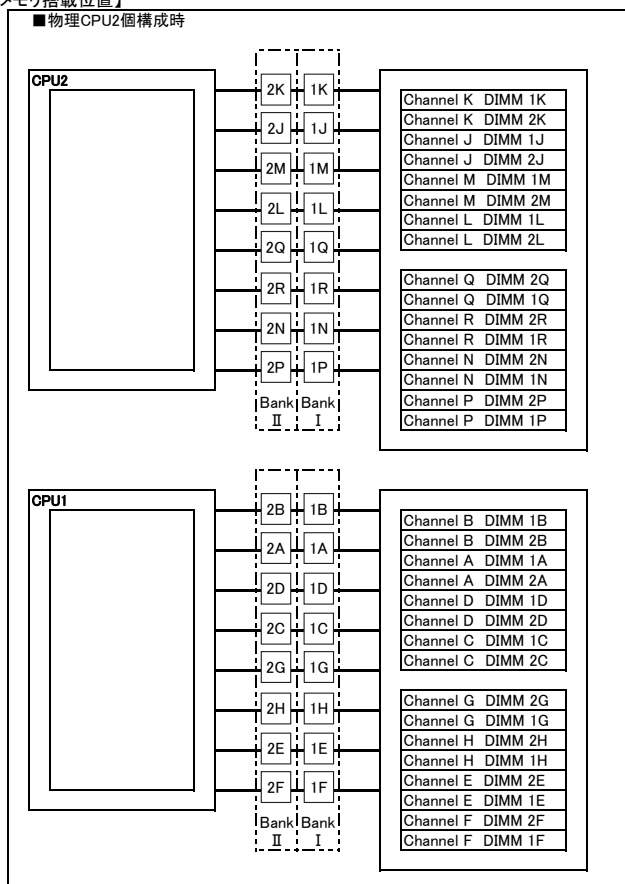 メモリ搭載位置】
■物理CPU2個構成時
CPU2
2K 1K
2J 1J
2M 1M
2L 1L
2Q 1Q
2R 1R
2N 1N
2P 1P
Bank Bank
Ⅱ Ⅰ
Channel K DIMM 1K
Channel K DIMM 2K
Channel J DIMM 1J
Channel J DIMM 2J
Channel M DIMM 1M
Channel M DIMM 2M
Channel L DIMM 1L
Channel L DIMM 2L
Channel Q DIMM 2Q
Channel Q DIMM 1Q
Channel R DIMM 2R
Channel R DIMM 1R
Channel N DIMM 2N
Channel N DIMM 1N
Channel P DIMM 2P
Channel P DIMM 1P
CPU1
2B 1B
2A 1A
2D 1D
2C 1C
2G 1G
2H 1H
2E 1E
2F 1F
Bank Bank
Ⅱ Ⅰ
Channel B DIMM 1B
Channel B DIMM 2B
Channel A DIMM 1A
Channel A DIMM 2A
Channel D DIMM 1D
Channel D DIMM 2D
Channel C DIMM 1C
Channel C DIMM 2C
Channel G DIMM 2G
Channel G DIMM 1G
Channel H DIMM 2H
Channel H DIMM 1H
Channel E DIMM 2E
Channel E DIMM 1E
Channel F DIMM 2F
Channel F DIMM 1F